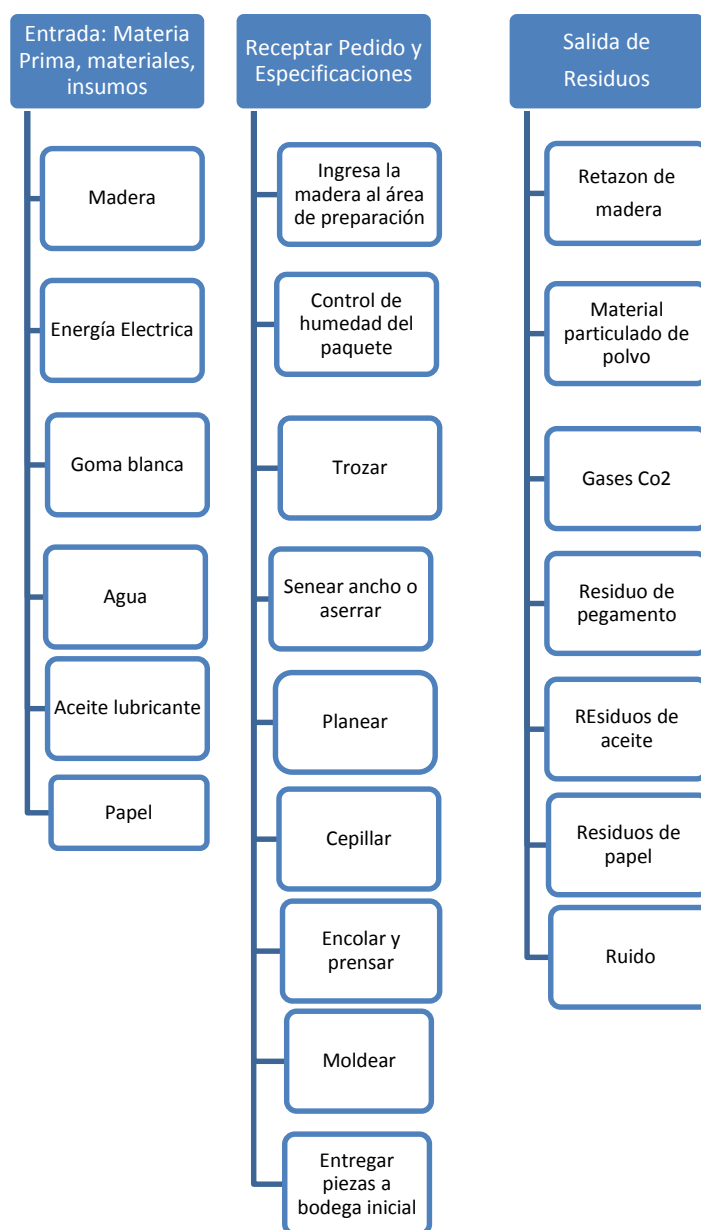 Entrada: Materia
Prima, materiales,
insumos
Madera
Energía Electrica
Goma blanca
Agua
Aceite lubricante
Papel
Receptar Pedido y
Especificaciones
Ingresa la
madera al área
de preparación
Control de
humedad del
paquete
Trozar
Senear ancho o
aserrar
Planear
Cepillar
Encolar y
prensar
Moldear
Entregar
piezas a
bodega inicial
Salida de
Residuos
Retazon de
madera
Material
particulado de
polvo
Gases Co2
Residuo de
pegamento
REsiduos de
aceite
Residuos de
papel
Ruido